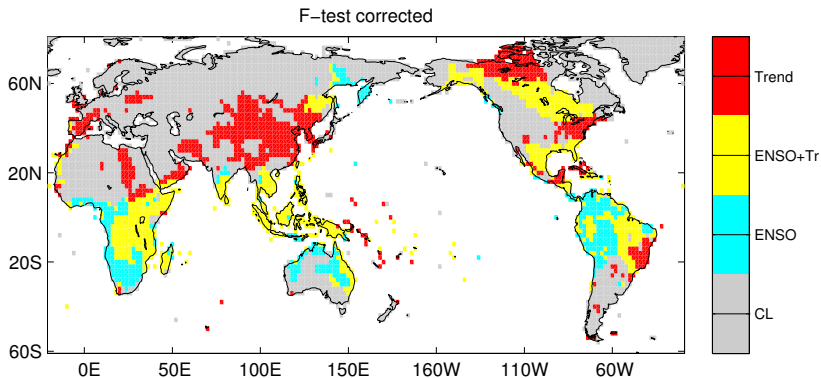 F−test corrected
60N
20N
20S
60S
0E 50E 100E 150E 160W 110W 60W
Trend
ENSO+Tr
ENSO
CL